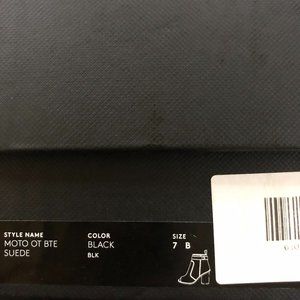 STYLE NAME
MOTO OT BTE
SUEDE
COLOR
BLACK
BLK
SIZE
7 B